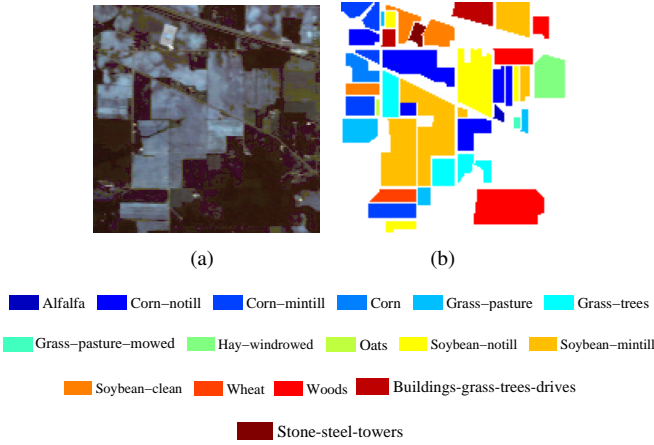 (a) (b)
Alfalfa Corn−notill Corn−mintill Corn Grass−pasture Grass−trees
Grass−pasture−mowed Hay−windrowed Oats Soybean−notill Soybean−mintill
Soybean−clean Wheat Woods Buildings-grass-trees-drives
Stone-steel-towers